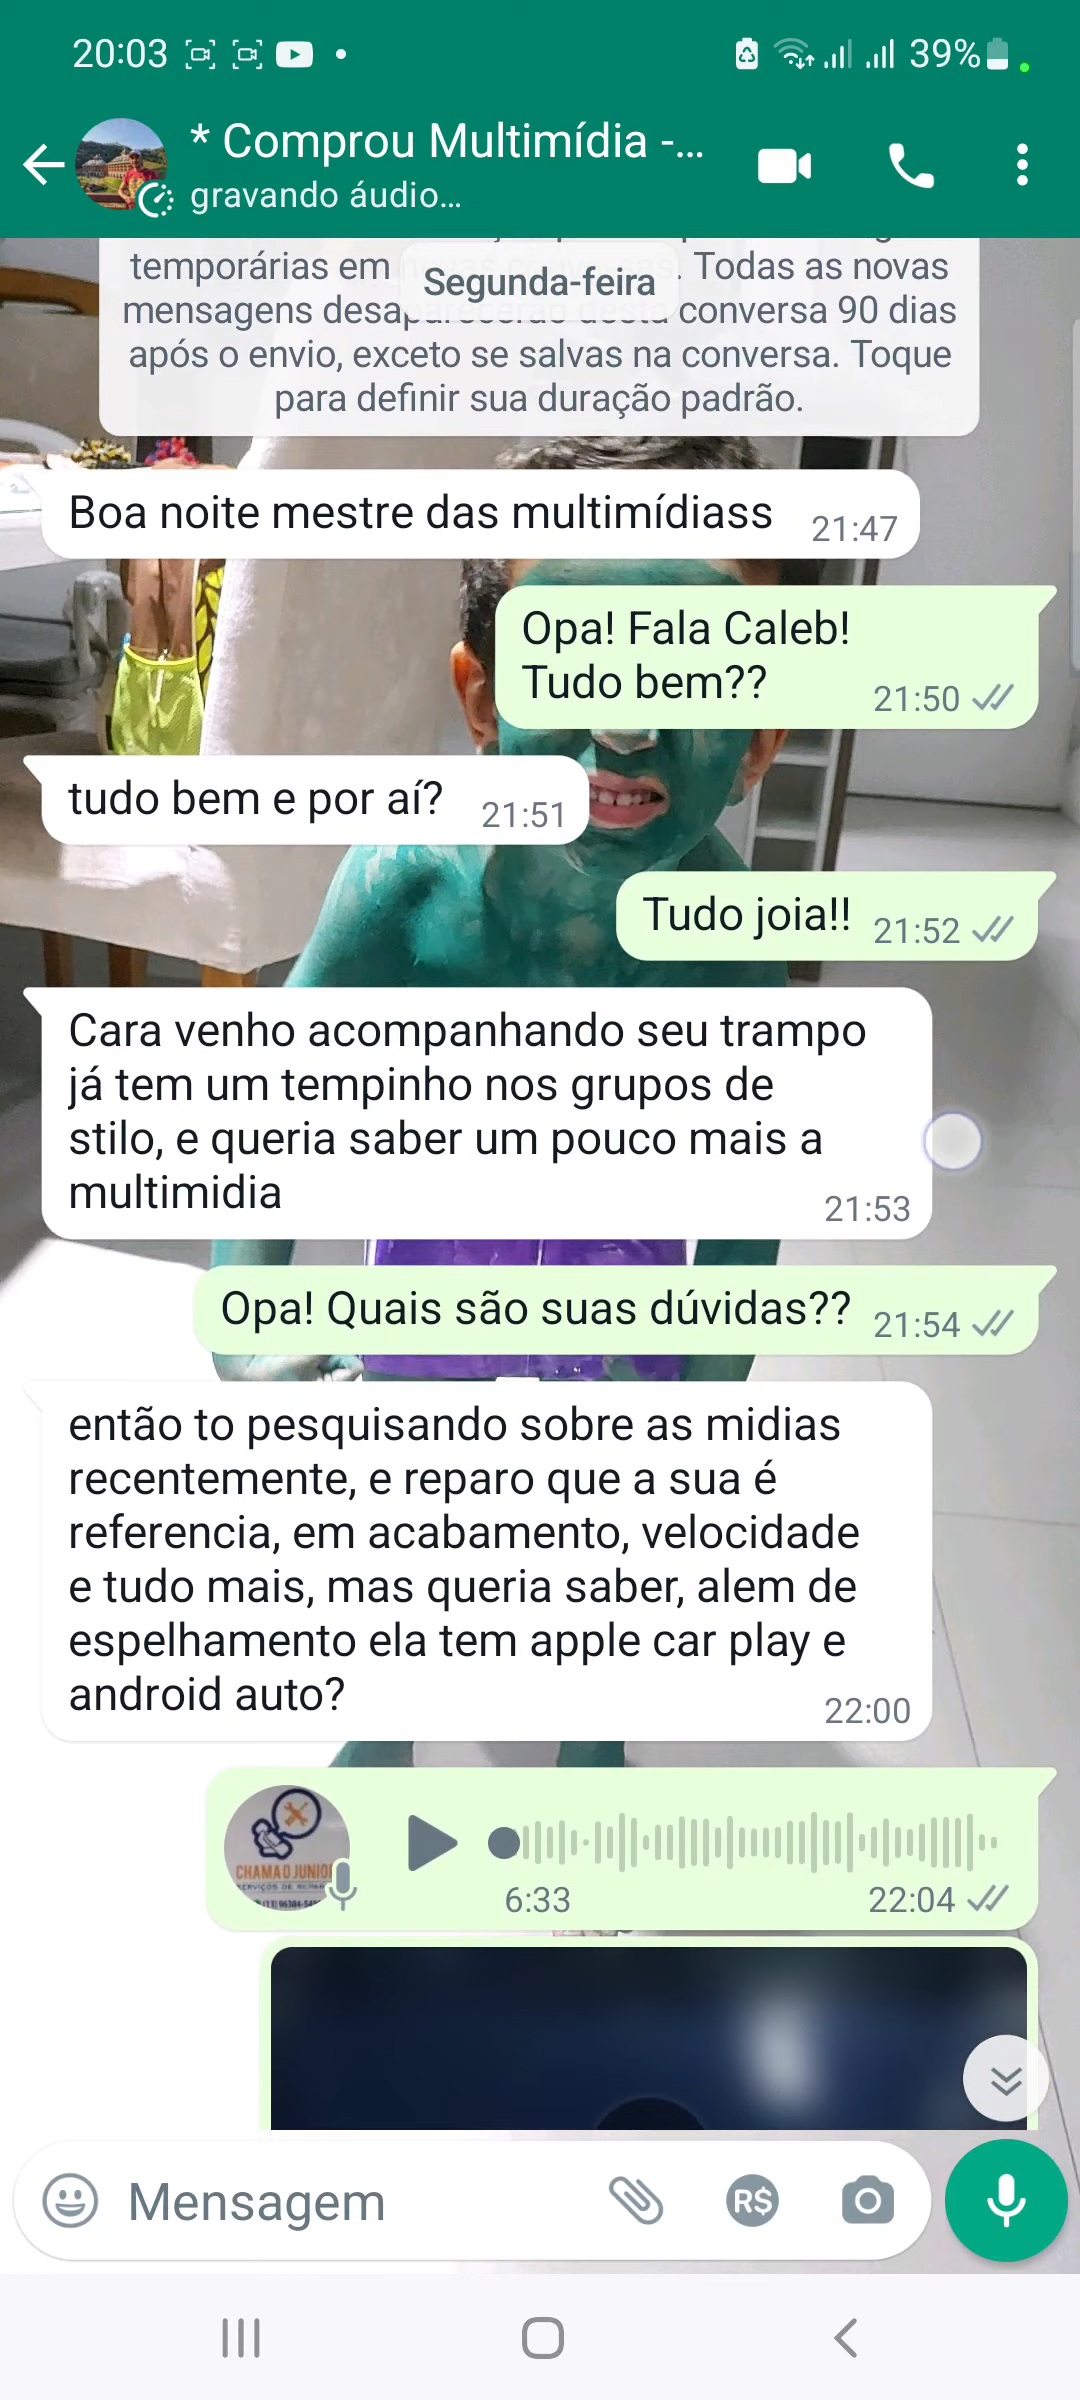 20:03
39%
* Comprou Multimídia -...
gravando áudio...
temporárias em . Todas as novas
Segunda-feira
mensagens desaparecerão desta conversa 90 dias
após o envio, exceto se salvas na conversa. Toque
para definir sua duração padrão.
Boa noite mestre das multimídiass 21:47
Opa! Fala Caleb!
Tudo bem?? 21:50
tudo bem e por aí? 21:51
Tudo joia!! 21:52
Cara venho acompanhando seu trampo
já tem um tempinho nos grupos de
stilo, e queria saber um pouco mais a
multimidia 21:53
Opa! Quais são suas dúvidas?? 21:54
então to pesquisando sobre as midias
recentemente, e reparo que a sua é
referencia, em acabamento, velocidade
e tudo mais, mas queria saber, alem de
espelhamento ela tem apple car play e
android auto? 22:00
CHAMA O JUNIO
6:33 22:04
Mensagem R$